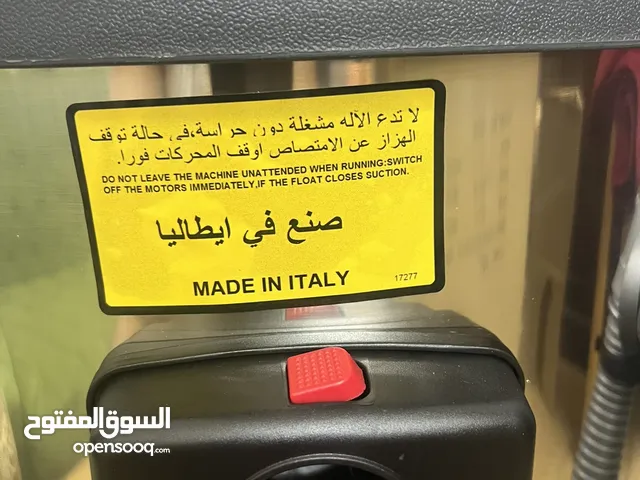 لا تدع الآله مشغلة دون حراسة،في حالة توقف
الهزاز عن الامتصاص اوقف المحركات فورا.
DO NOT LEAVE THE MACHINE UNATTENDED WHEN RUNNING:SWITCH
OFF THE MOTORS IMMEDIATELY,IF THE FLOAT CLOSES SUCTION.
صنع في ايطاليا
MADE IN ITALY
17277
السوق المفتوح
opensooq.com